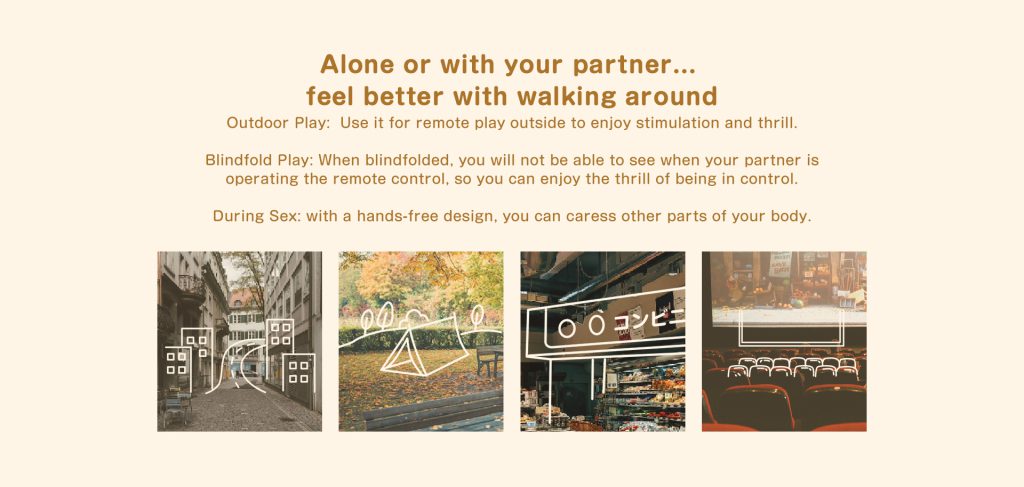 Alone or with your partner...
feel better with walking around
Outdoor Play:  Use it for remote play outside to enjoy stimulation and thrill.
Blindfold Play: When blindfolded, you will not be able to see when your partner is
operating the remote control, so you can enjoy the thrill of being in control.
During Sex: with a hands-free design, you can caress other parts of your body.
コンビニ